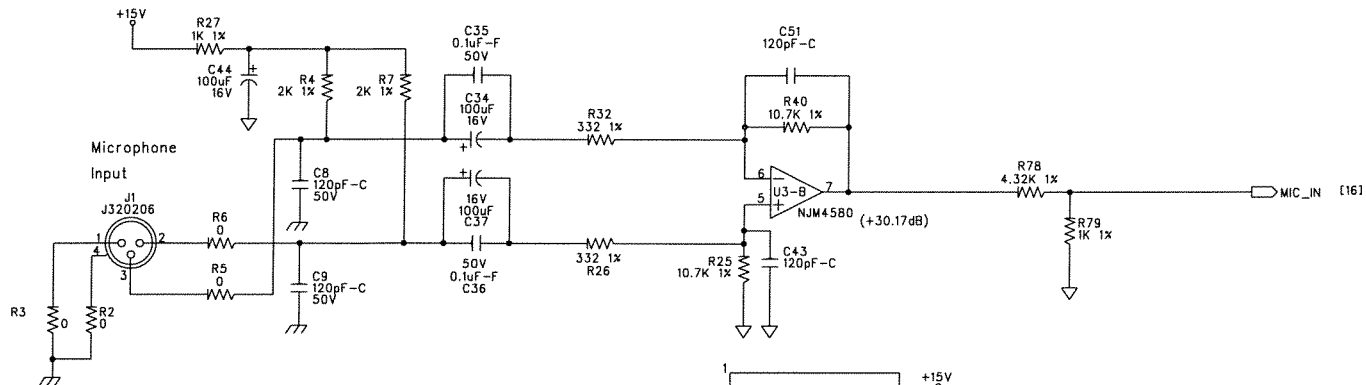 +15V
R27
1K 1%
C44
100uF
16V
R4
2K 1%
R7
2K 1%
C35
0.1uF-F
50V
C34
100uF
16V
+
C51
120pF-C
R40
10.7K 1%
R32
332 1%
Microphone
Input
J1
J320206
1
4
2
3
R6
0
R5
0
C8
120pF-C
50V
+
16V
100uF
C37
6
5
7
U3-B
NJM4580
(+30.17dB)
R78
4.32K 1%
MIC_IN
[16]
R79
1K 1%
R3
0
R2
0
C9
120pF-C
50V
50V
0.1uF-F
C36
332 1%
R26
R25
10.7K 1%
C43
120pF-C
1
+15V